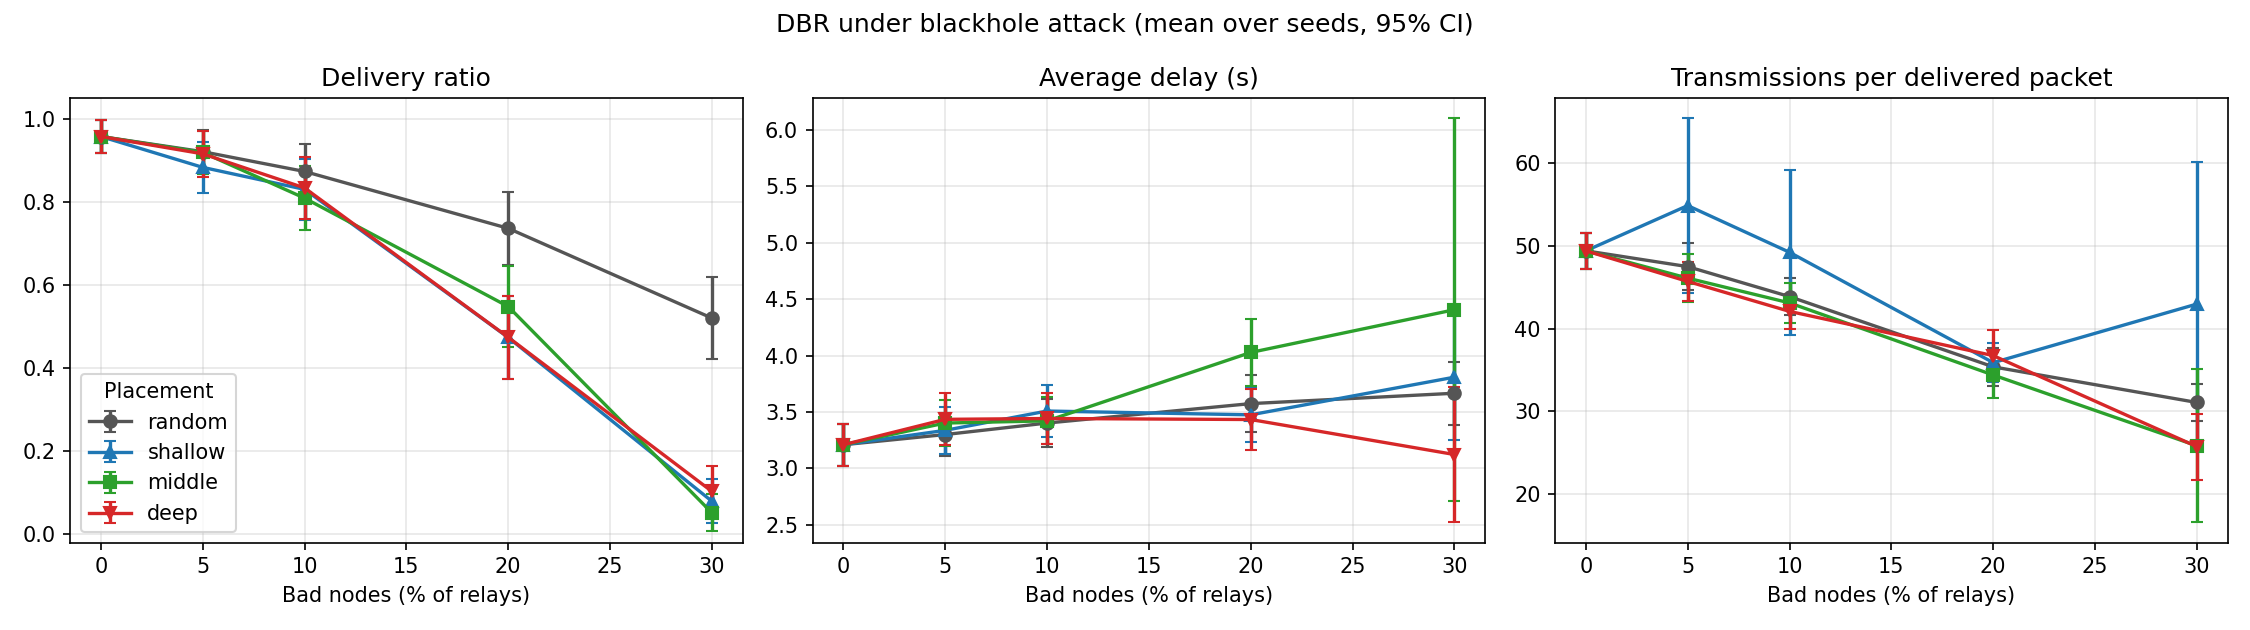 DBR under blackhole attack (mean over seeds, 95% CI)
Delivery ratio
1.0
0.8
0.6
0.4
0.2
0.0
Placement
random
shallow
middle
deep
0 5 10 15 20 25 30
Bad nodes (% of relays)
Average delay (s)
6.0
5.5
5.0
4.5
4.0
3.5
3.0
2.5
0 5 10 15 20 25 30
Bad nodes (% of relays)
Transmissions per delivered packet
60
50
40
30
20
0 5 10 15 20 25 30
Bad nodes (% of relays)